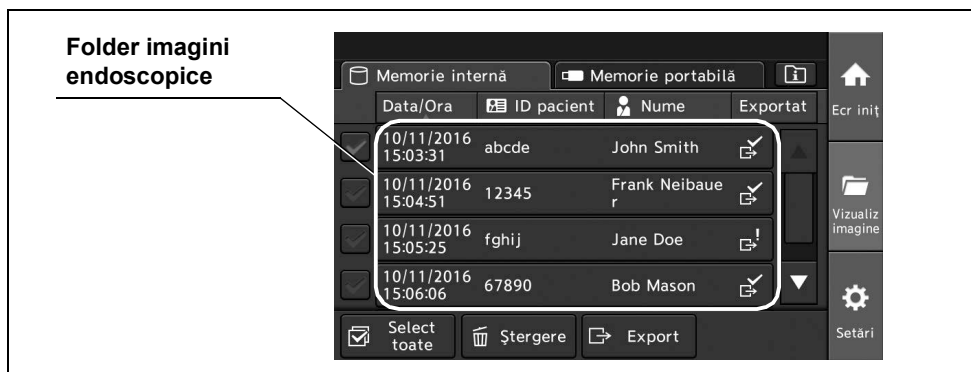 Folder imagini
endoscopice
Memorie internă
Memorie portabilă
Data/Ora ID pacient Nume Exportat
10/11/2016
15:03:31
abcde John Smith
10/11/2016
15:04:51
12345 Frank Neibaue
r
10/11/2016
15:05:25
fghij Jane Doe
10/11/2016
15:06:06
67890 Bob Mason
Select
toate
Ștergere
Export
Ecr iniț
Vizualiz
imagine
Setări